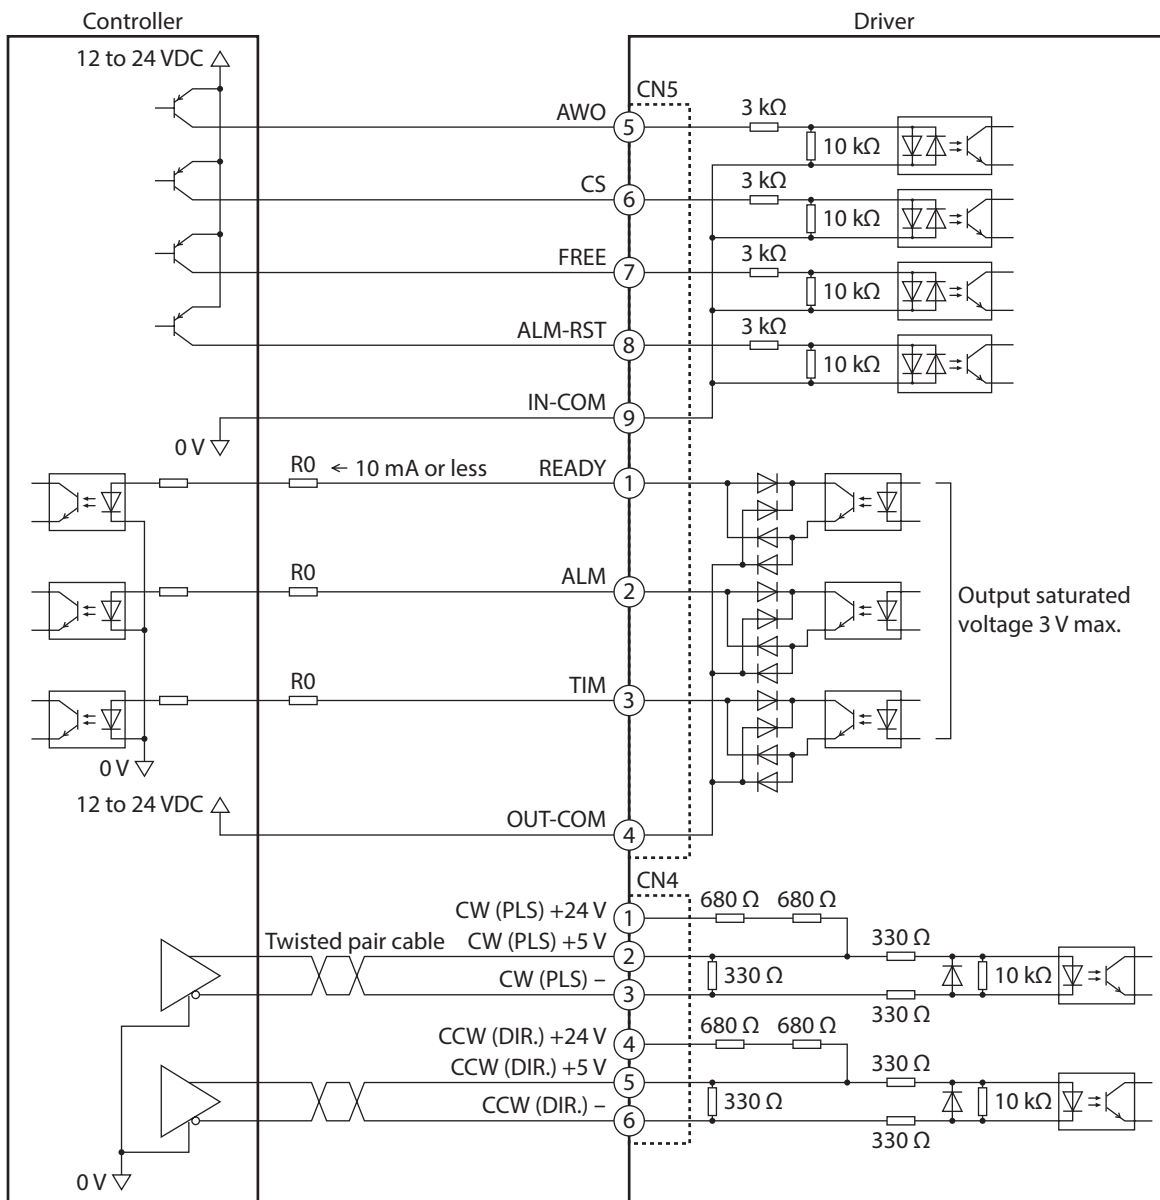 Controller
Driver
12 to 24 VDC
CN5
AWO
5
3 kΩ
10 kΩ
CS
6
3 kΩ
10 kΩ
FREE
7
3 kΩ
10 kΩ
ALM-RST
8
3 kΩ
10 kΩ
IN-COM
9
0 V
R0
← 10 mA or less
READY
1
R0
ALM
2
Output saturated
voltage 3 V max.
R0
TIM
3
0 V
12 to 24 VDC
OUT-COM
4
CN4
CW (PLS) +24 V
1
680 Ω
680 Ω
Twisted pair cable
CW (PLS) +5 V
2
330 Ω
CW (PLS) –
3
330 Ω
10 kΩ
330 Ω
CCW (DIR.) +24 V
4
680 Ω
680 Ω
CCW (DIR.) +5 V
5
330 Ω
CCW (DIR.) –
6
330 Ω
10 kΩ
330 Ω
0 V